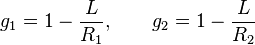 g_1 = 1 - \frac{L}{R_1}, \qquad g_2 = 1 - \frac{L}{R_2}